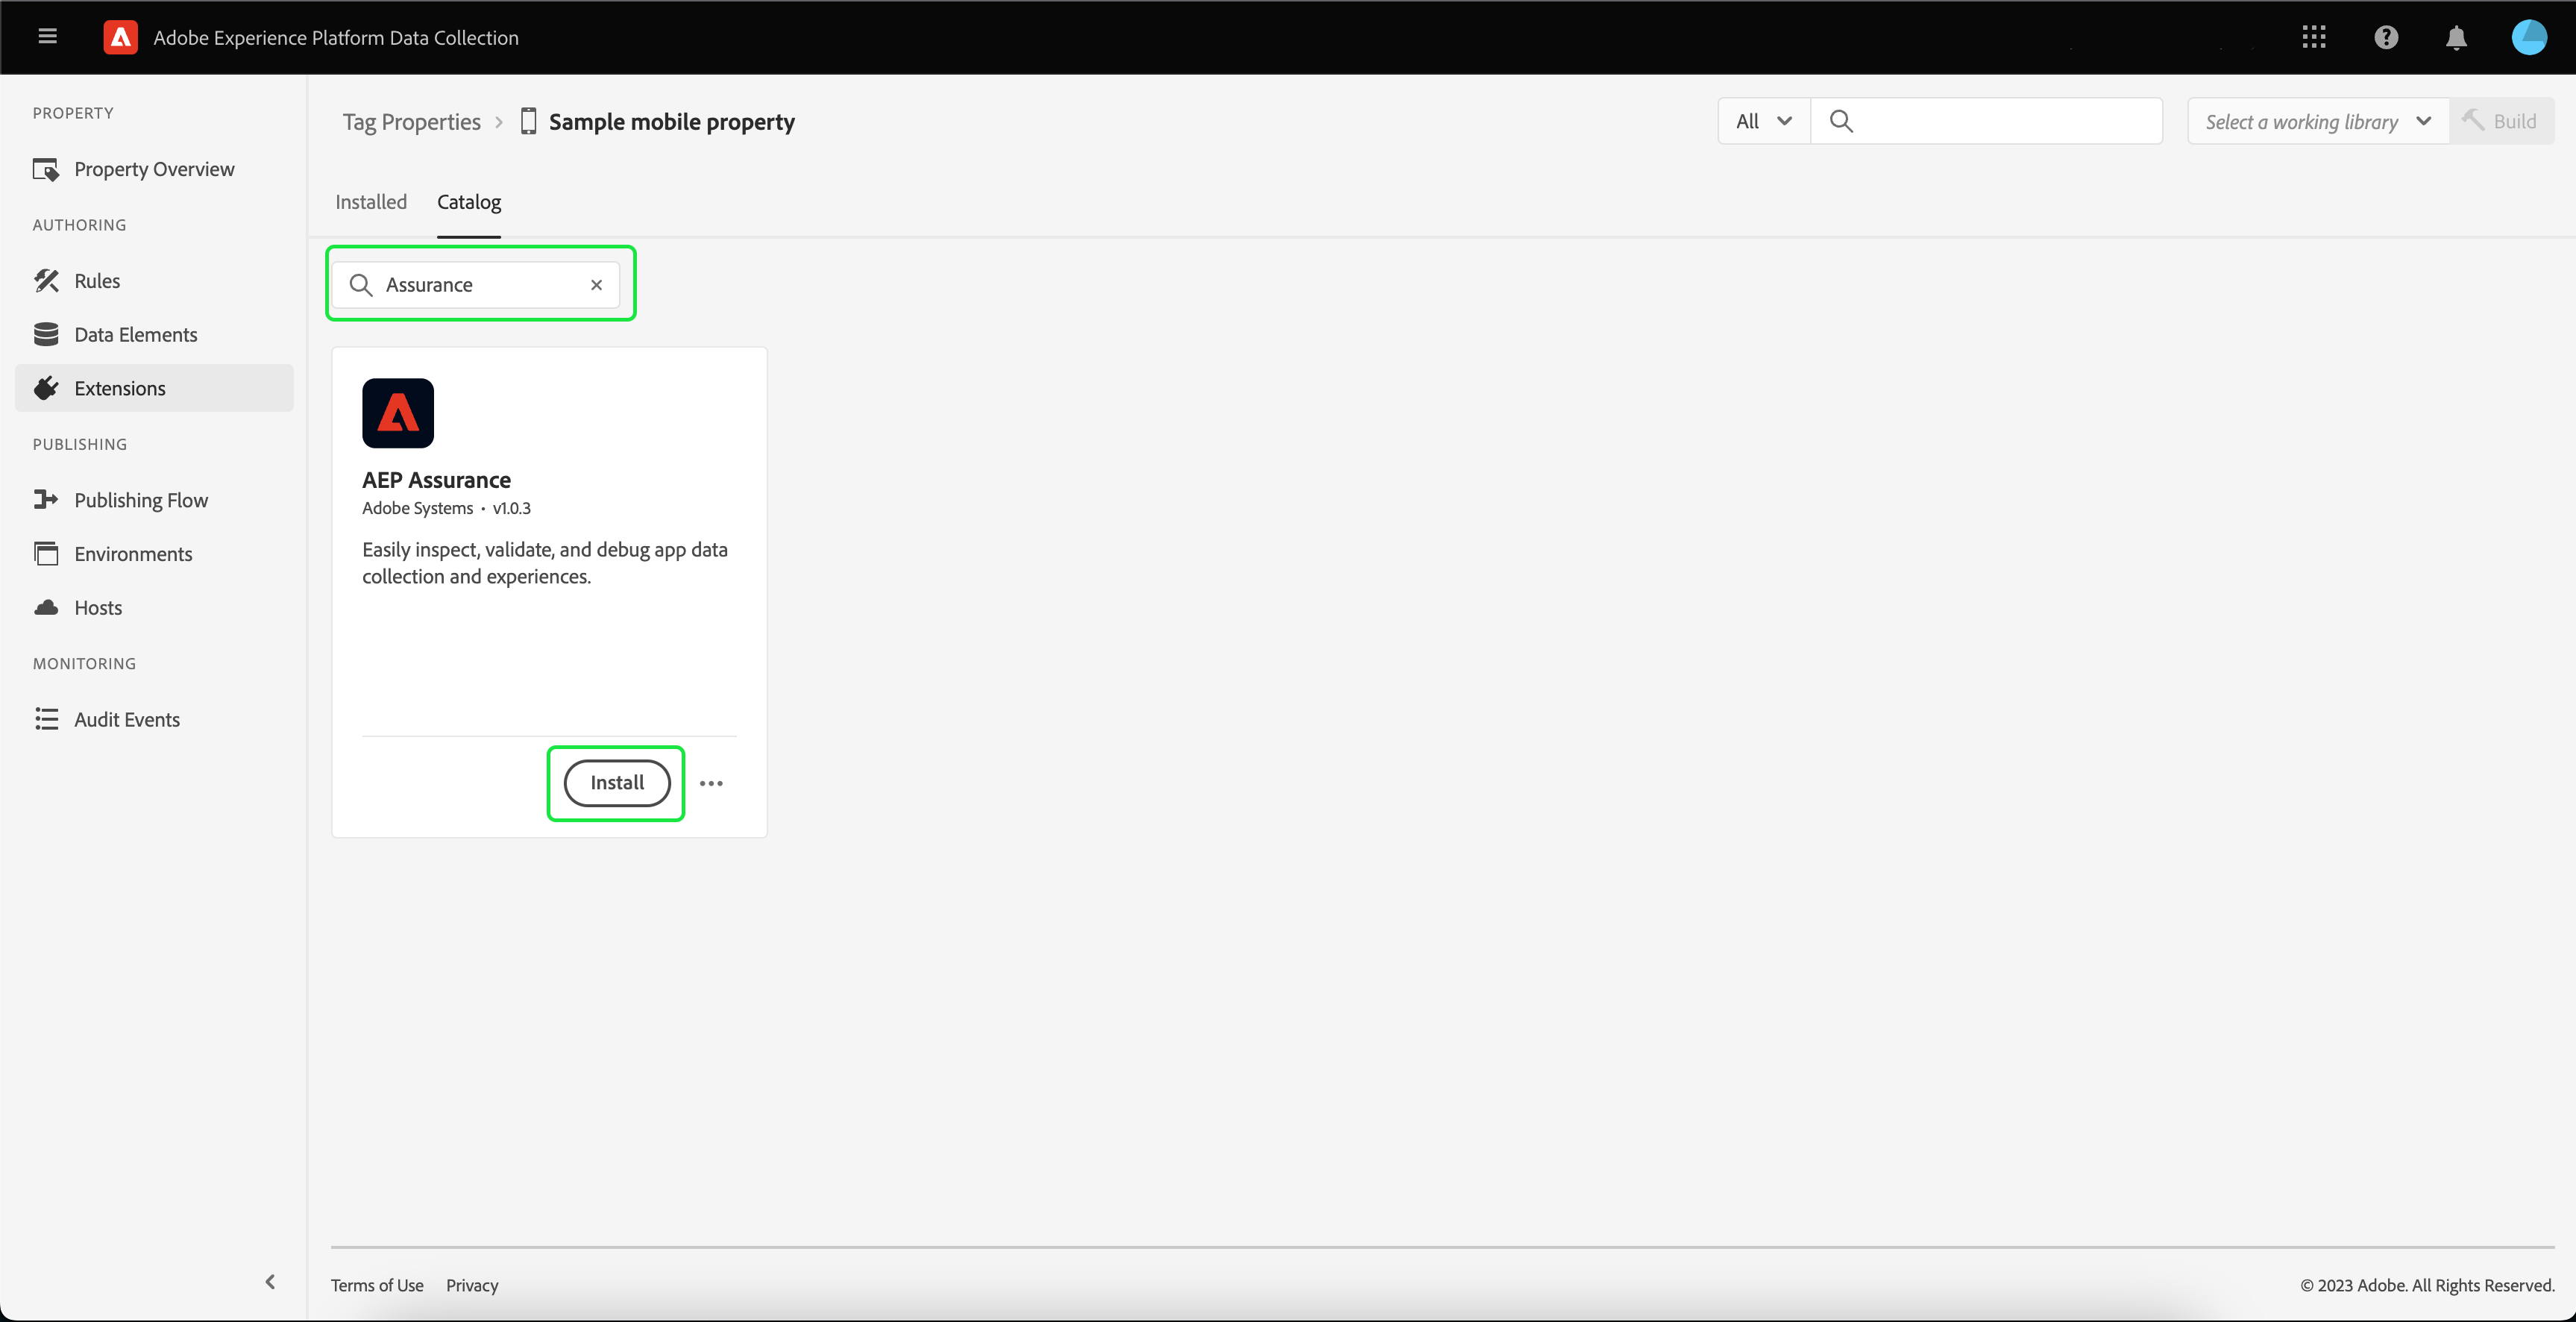 Adobe Experience Platform Data Collection
PROPERTY
Property Overview
AUTHORING
Rules
Data Elements
Extensions
PUBLISHING
Publishing Flow
Environments
Hosts
MONITORING
Audit Events
Tag Properties
Sample mobile property
All
Select a working library
Build
Installed
Catalog
Assurance
AEP Assurance
Adobe Systems • v1.0.3
Easily inspect, validate, and debug app data
collection and experiences.
Install
Terms of Use
Privacy
© 2023 Adobe. All Rights Reserved.